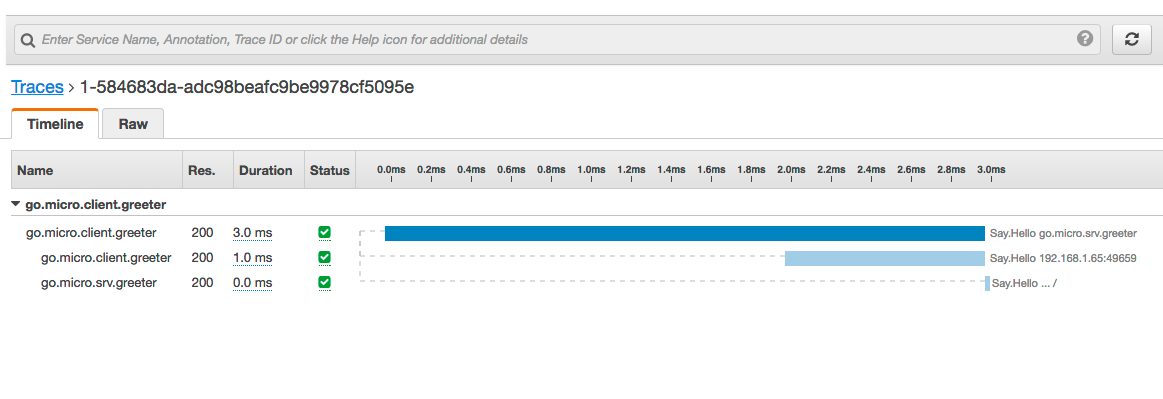 Enter Service Name, Annotation, Trace ID or click the Help icon for additional details ?
Traces > 1-584683da-adc98beafc9be9978cf5095e
Timeline Raw
Name Res. Duration Status 0.0ms 0.2ms 0.4ms 0.6ms 0.8ms 1.0ms 1.2ms 1.4ms 1.6ms 1.8ms 2.0ms 2.2ms 2.4ms 2.6ms 2.8ms 3.0ms
go.micro.client.greeter
go.micro.client.greeter 200 3.0 ms Say.Hello go.micro.srv.greeter
go.micro.client.greeter 200 1.0 ms Say.Hello 192.168.1.65:49659
go.micro.srv.greeter 200 0.0 ms Say.Hello ... /